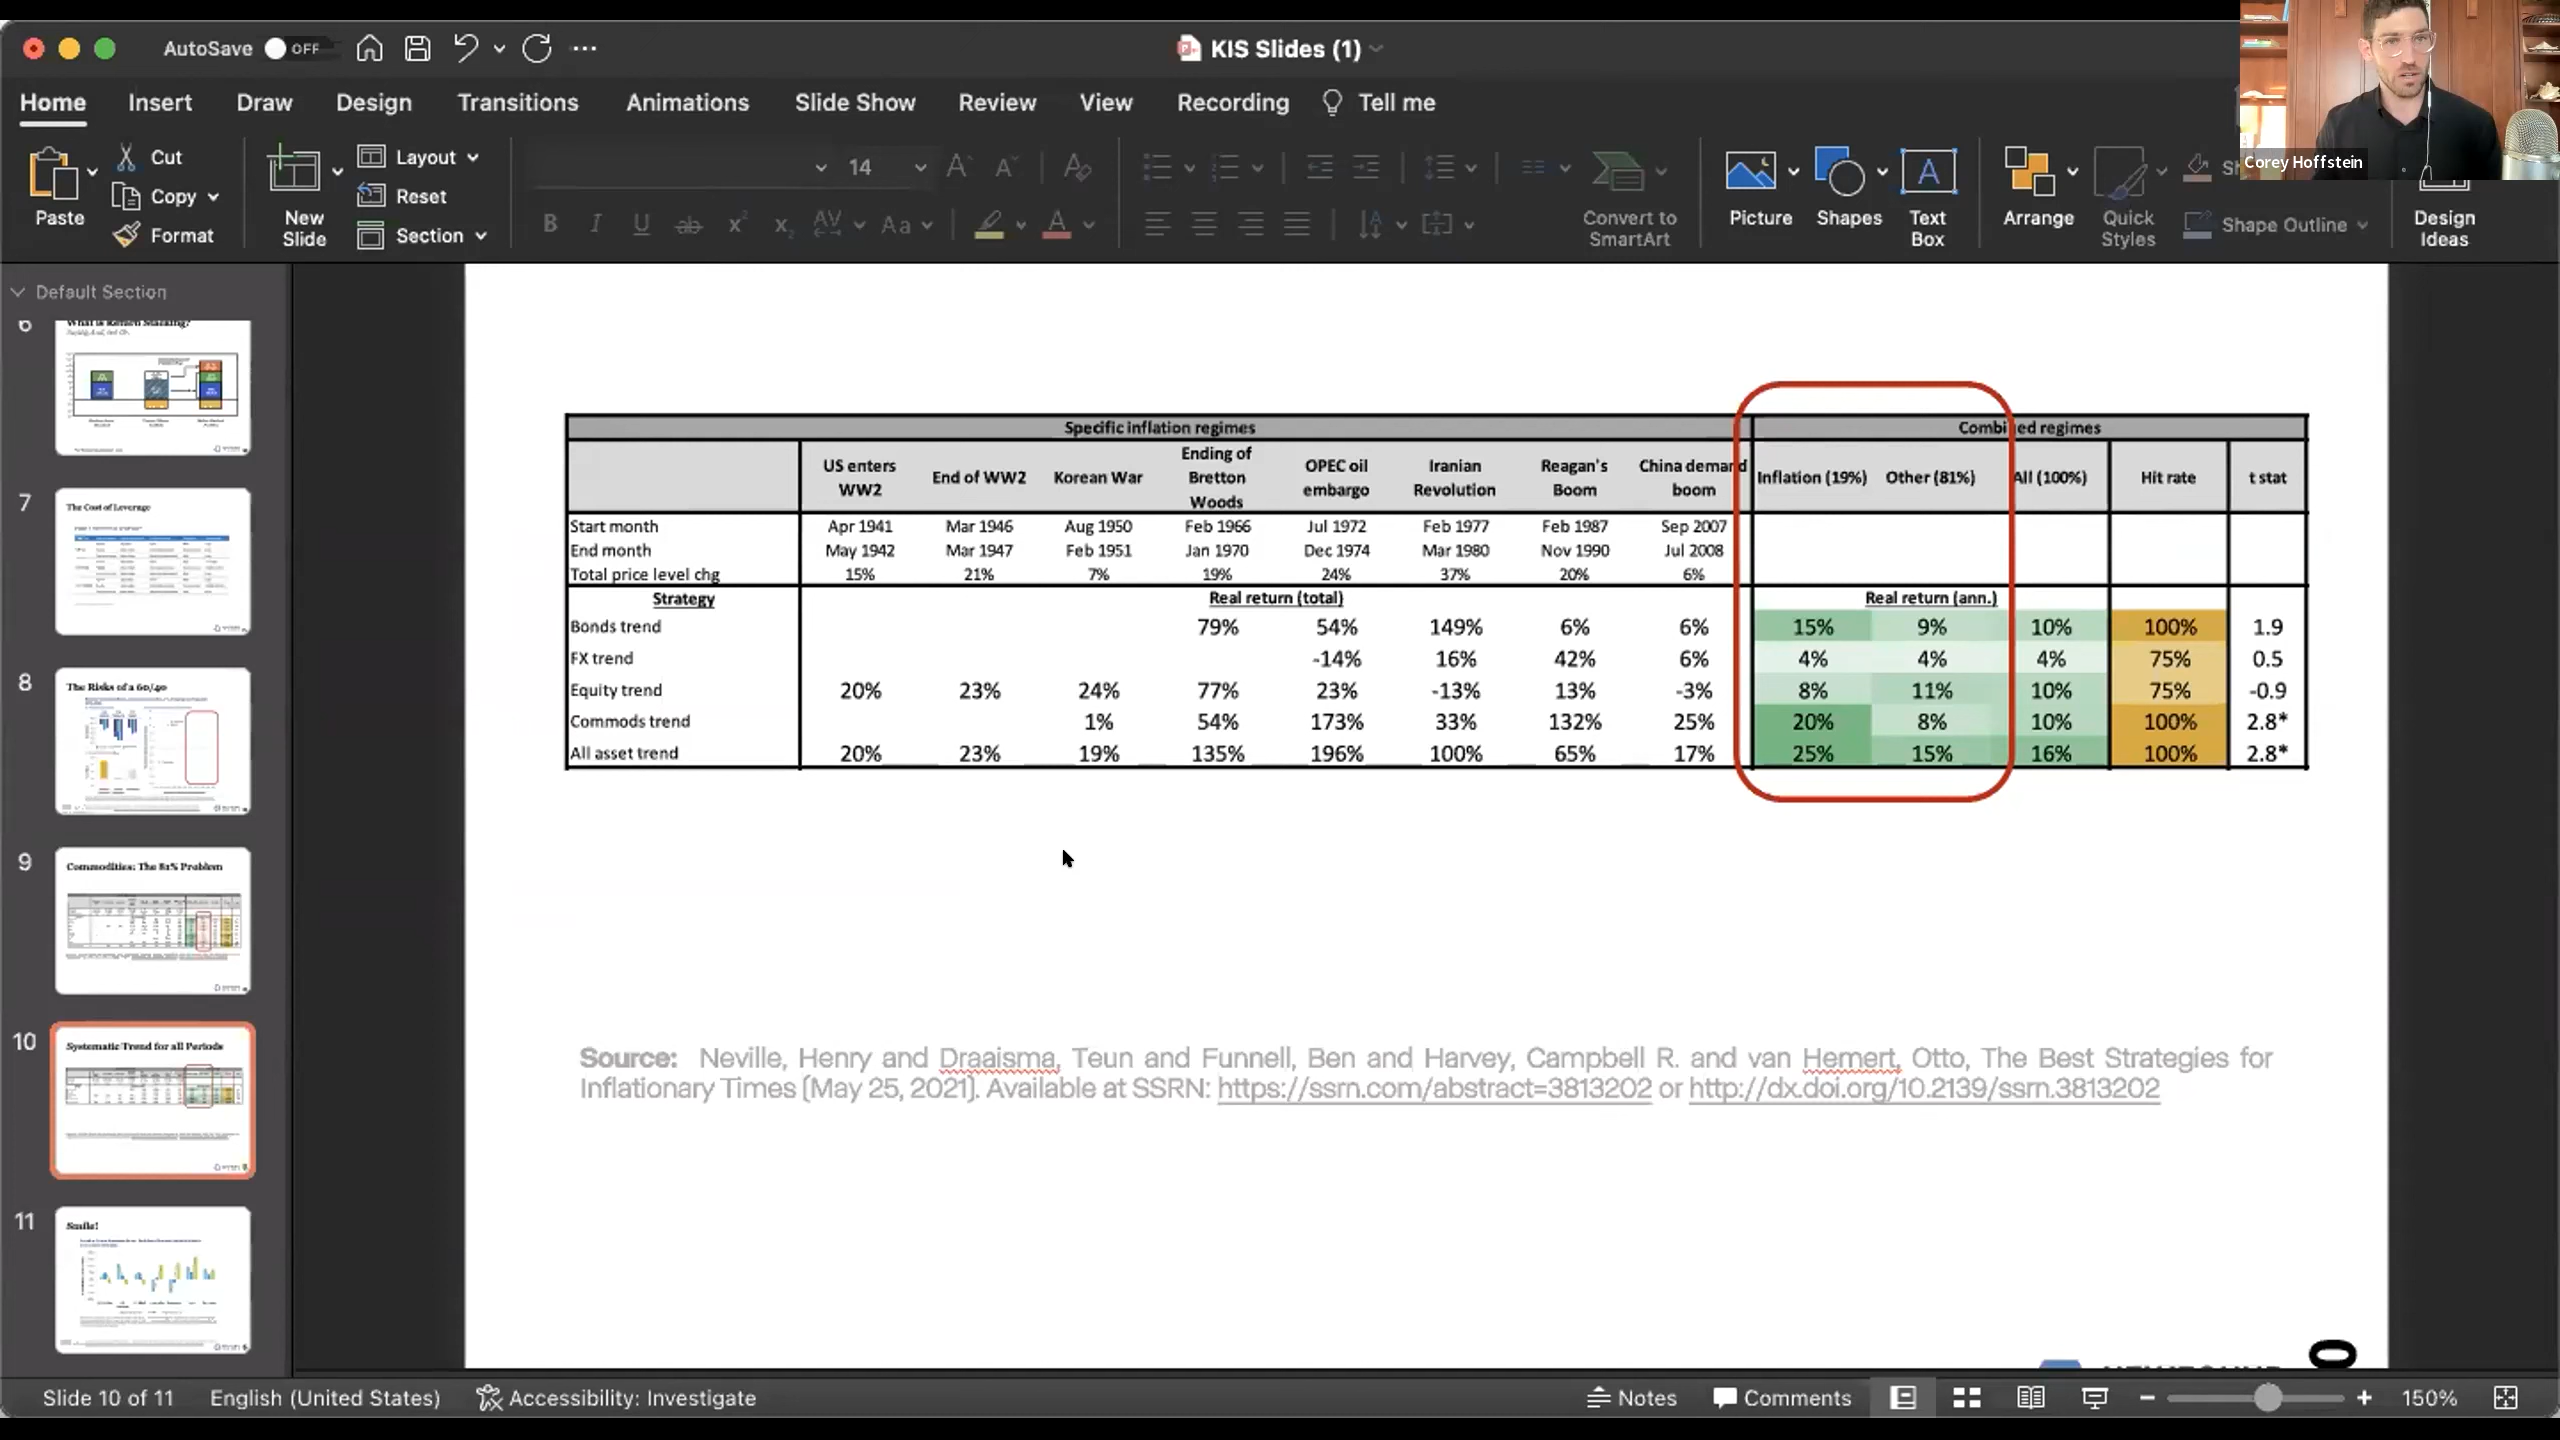 AutoSave OFF
KIS Slides (1)
Home Insert Draw Design Transitions Animations Slide Show Review View Recording Tell me
Corey Hoffstein
Paste
Cut
Copy
Format
New Slide
Layout
Reset
Section
14
B I U ab x² x₂ AV Aa A
Convert to SmartArt
Picture
Shapes
Text Box
Arrange
Quick Styles
Shape Outline
Design Ideas
Default Section
6
What is Return Stacking?
7
The Cost of Leverage
8
The Risks of a 60/40
9
Commodities: The 81% Problem
10
Systematic Trend for all Periods
11
Smile!
Specific inflation regimes Combined regimes
US enters WW2 End of WW2 Korean War Ending of Bretton Woods OPEC oil embargo Iranian Revolution Reagan's Boom China demand boom Inflation (19%) Other (81%) All (100%) Hit rate t stat
Start month Apr 1941 Mar 1946 Aug 1950 Feb 1966 Jul 1972 Feb 1977 Feb 1987 Sep 2007
End month May 1942 Mar 1947 Feb 1951 Jan 1970 Dec 1974 Mar 1980 Nov 1990 Jul 2008
Total price level chg 15% 21% 7% 19% 24% 37% 20% 6%
Strategy Real return (total) Real return (ann.)
Bonds trend 79% 54% 149% 6% 6% 15% 9% 10% 100% 1.9
FX trend -14% 16% 42% 6% 4% 4% 4% 75% 0.5
Equity trend 20% 23% 24% 77% 23% -13% 13% -3% 8% 11% 10% 75% -0.9
Commods trend 1% 54% 173% 33% 132% 25% 20% 8% 10% 100% 2.8*
All asset trend 20% 23% 19% 135% 196% 100% 65% 17% 25% 15% 16% 100% 2.8*
Source: Neville, Henry and Draaisma, Teun and Funnell, Ben and Harvey, Campbell R. and van Hemert, Otto, The Best Strategies for
Inflationary Times (May 25, 2021). Available at SSRN: https://ssrn.com/abstract=3813202 or http://dx.doi.org/10.2139/ssrn.3813202
Slide 10 of 11 English (United States) Accessibility: Investigate Notes Comments 150%